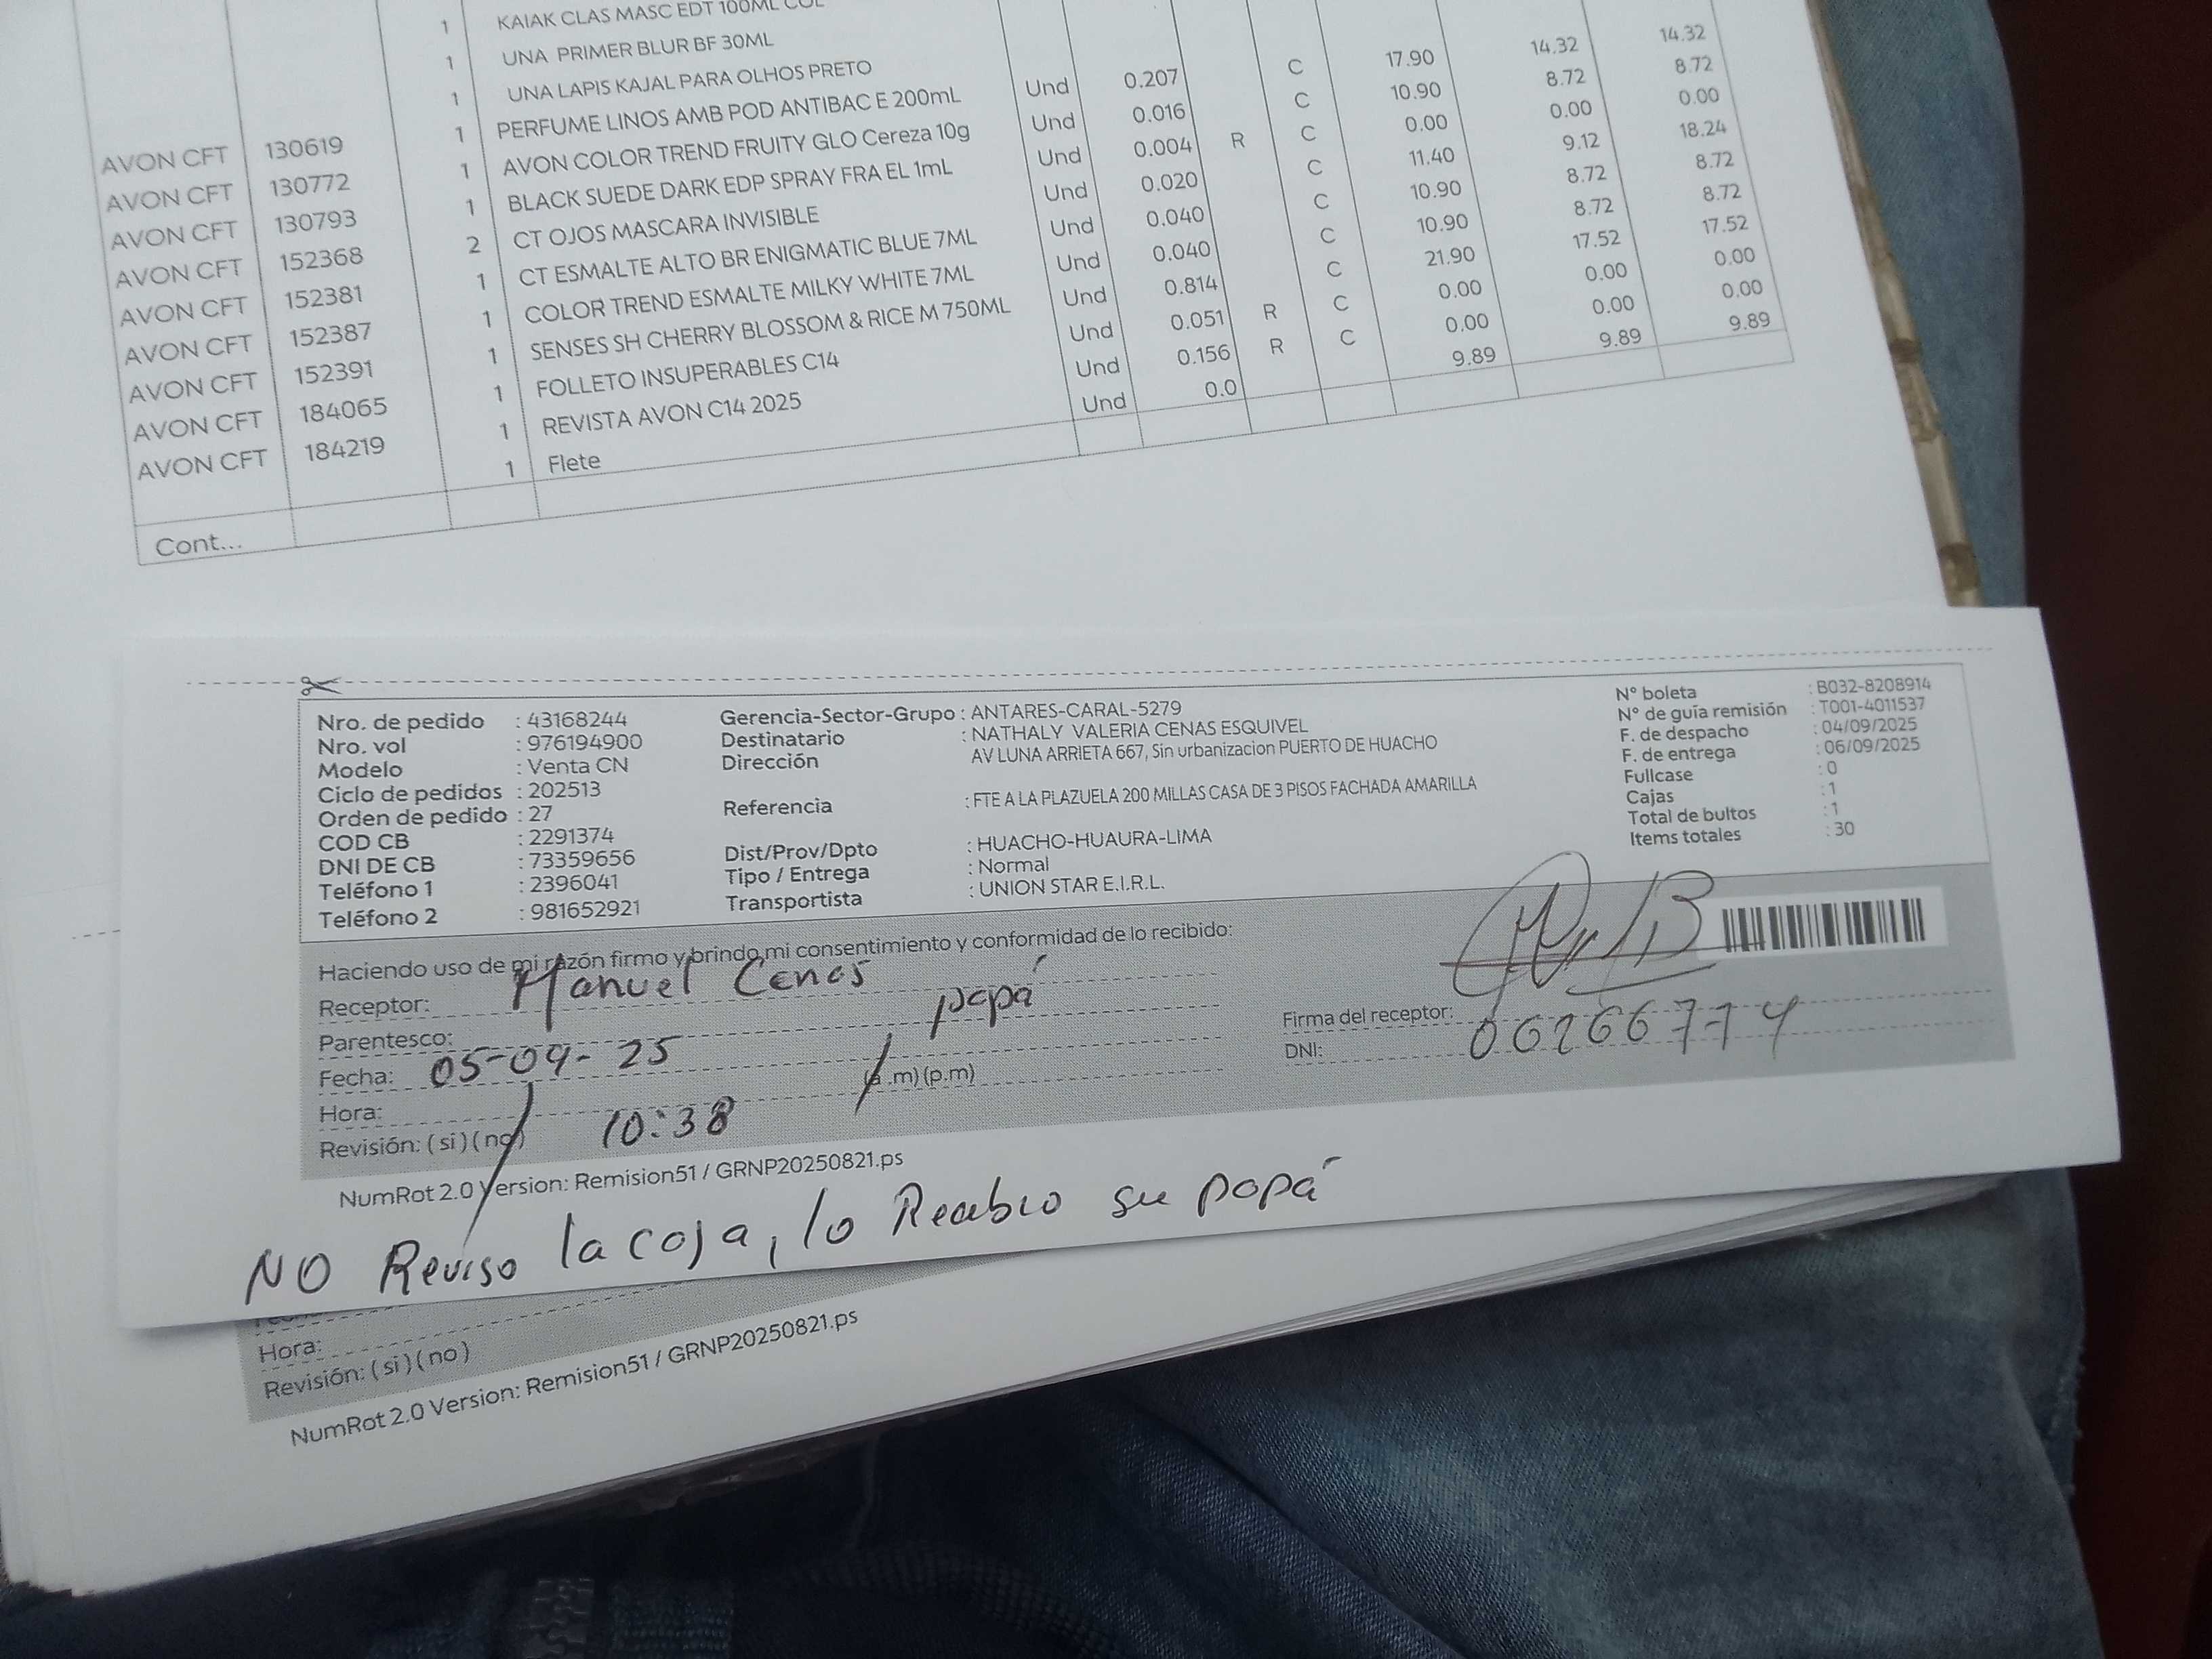 1 KAIAK CLAS MASC EDT 100ML COL
1 UNA PRIMER BLUR BF 30ML
1 UNA LAPIS KAJAL PARA OLHOS PRETO
AVON CFT 130619 1 PERFUME LINOS AMB POD ANTIBAC E 200mL Und 0.207 C 17.90 14.32 14.32
AVON CFT 130772 1 AVON COLOR TREND FRUITY GLO Cereza 10g Und 0.016 C 10.90 8.72 8.72
AVON CFT 130793 1 BLACK SUEDE DARK EDP SPRAY FRA EL 1mL Und 0.004 R C 0.00 0.00 0.00
AVON CFT 152368 2 CT OJOS MASCARA INVISIBLE Und 0.020 C 11.40 9.12 18.24
AVON CFT 152381 1 CT ESMALTE ALTO BR ENIGMATIC BLUE 7ML Und 0.040 C 10.90 8.72 8.72
AVON CFT 152387 1 COLOR TREND ESMALTE MILKY WHITE 7ML Und 0.040 C 10.90 8.72 8.72
AVON CFT 152391 1 SENSES SH CHERRY BLOSSOM & RICE M 750ML Und 0.814 C 21.90 17.52 17.52
AVON CFT 184065 1 FOLLETO INSUPERABLES C14 Und 0.051 R C 0.00 0.00 0.00
AVON CFT 184219 1 REVISTA AVON C14 2025 Und 0.156 R C 0.00 0.00 0.00
1 Flete Und 0.0 9.89 9.89 9.89
Cont...
Nro. de pedido : 43168244
Nro. vol : 976194900
Modelo : Venta CN
Ciclo de pedidos : 202513
Orden de pedido : 27
COD CB : 2291374
DNI DE CB : 73359656
Teléfono 1 : 2396041
Teléfono 2 : 981652921
Gerencia-Sector-Grupo : ANTARES-CARAL-5279
Destinatario : NATHALY VALERIA CENAS ESQUIVEL
Dirección AV LUNA ARRIETA 667, Sin urbanizacion PUERTO DE HUACHO
Referencia : FTE A LA PLAZUELA 200 MILLAS CASA DE 3 PISOS FACHADA AMARILLA
Dist/Prov/Dpto : HUACHO-HUAURA-LIMA
Tipo / Entrega : Normal
Transportista : UNION STAR E.I.R.L.
N° boleta : B032-8208914
N° de guía remisión : T001-4011537
F. de despacho : 04/09/2025
F. de entrega : 06/09/2025
Fullcase : 0
Cajas : 1
Total de bultos : 1
Items totales : 30
Haciendo uso de mi razón firmo y brindo mi consentimiento y conformidad de lo recibido:
Receptor: Manuel Cenas
Parentesco: papá
Fecha: 05-09-25
Hora: 10:38 (a.m) (p.m)
Revisión: (si) (no)
Firma del receptor:
DNI: 06266774
NumRot 2.0 Version: Remision51 / GRNP20250821.ps
NO Reviso la caja, lo Recibio su papá
Hora:
Revisión: (si) (no)
NumRot 2.0 Version: Remision51 / GRNP20250821.ps